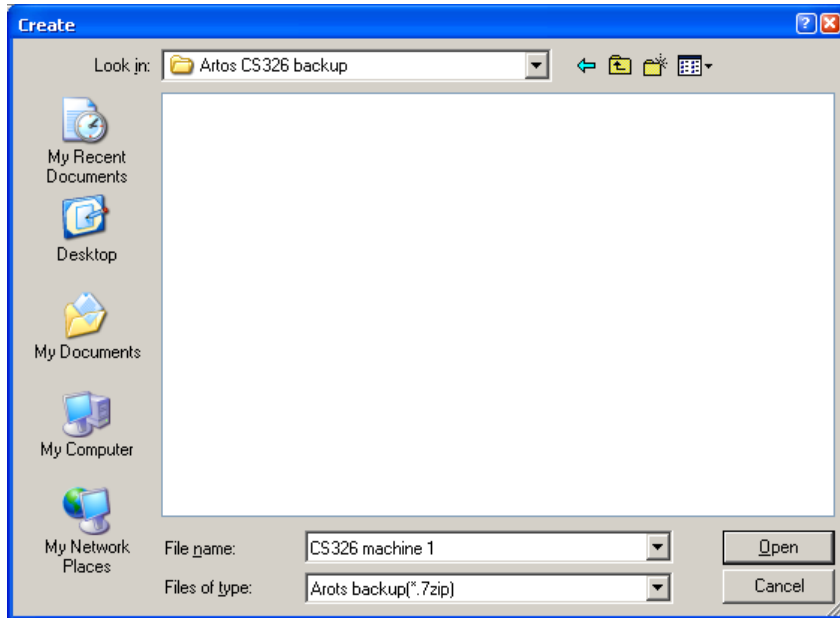 Create
Look in: Artos CS326 backup
My Recent
Documents
Desktop
My Documents
My Computer
My Network
Places
File name: CS326 machine 1 Open
Files of type: Arots backup(*.7zip) Cancel